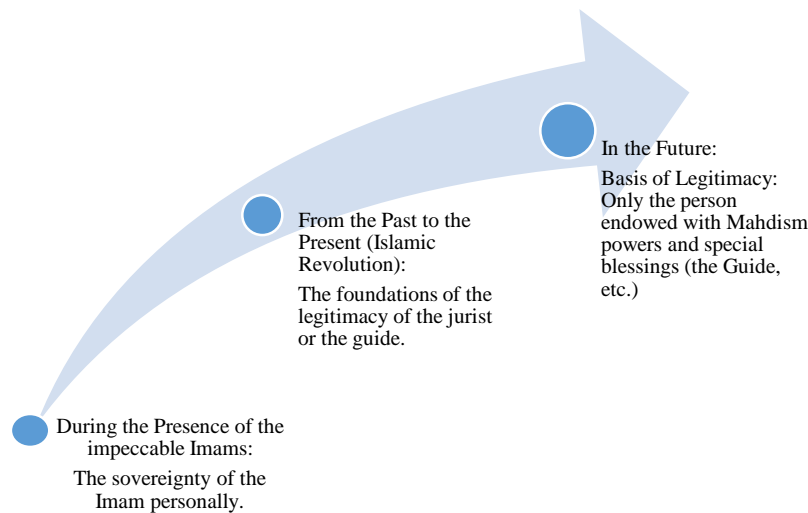 During the Presence of the
impeccable Imams:
The sovereignty of the
Imam personally.
From the Past to the
Present (Islamic
Revolution):
The foundations of the
legitimacy of the jurist
or the guide.
In the Future:
Basis of Legitimacy:
Only the person
endowed with Mahdism
powers and special
blessings (the Guide,
etc.)